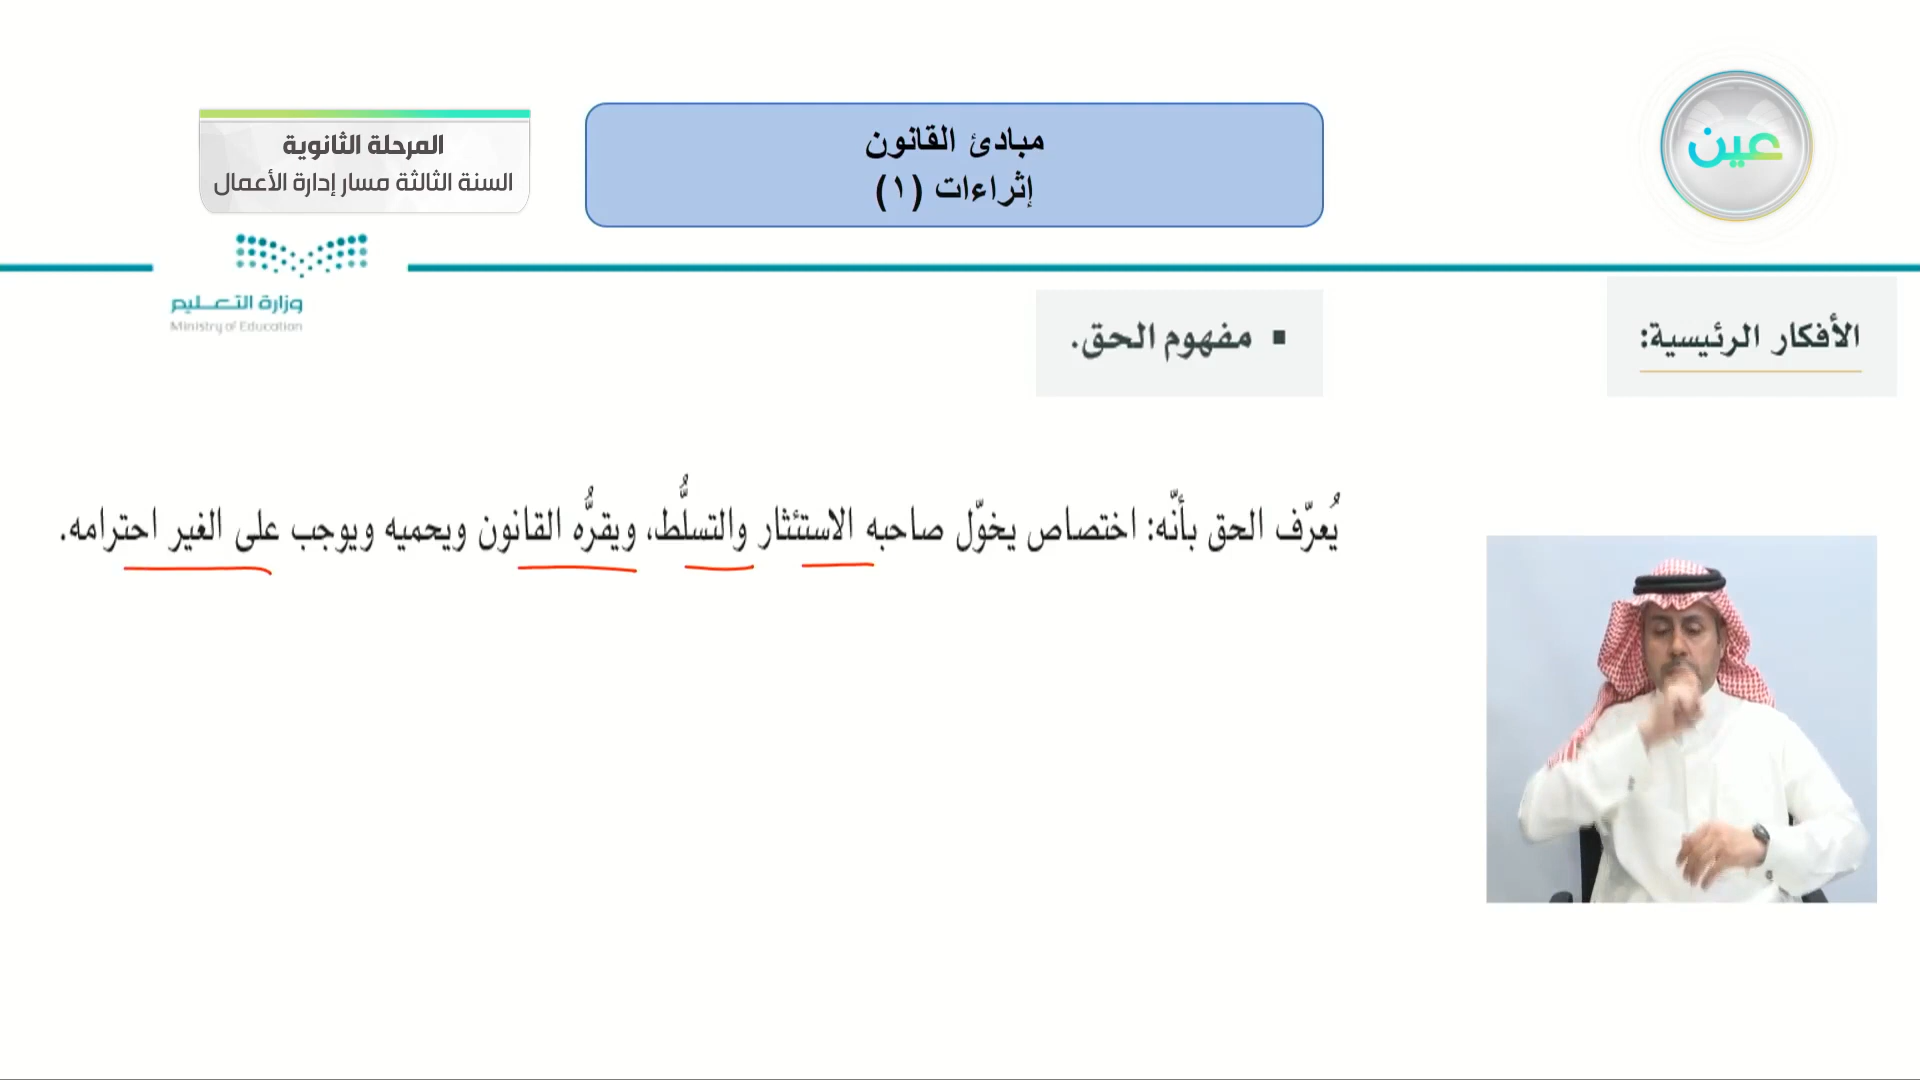 عين
مبادئ القانون
إثراءات (١)
المرحلة الثانوية
السنة الثالثة مسار إدارة الأعمال
وزارة التعليم
Ministry of Education
الأفكار الرئيسية:
▪ مفهوم الحق.
يُعرّف الحق بأنّه: اختصاص يخوّل صاحبه الاستئثار والتسلُّط، ويقرُّه القانون ويحميه ويوجب على الغير احترامه.